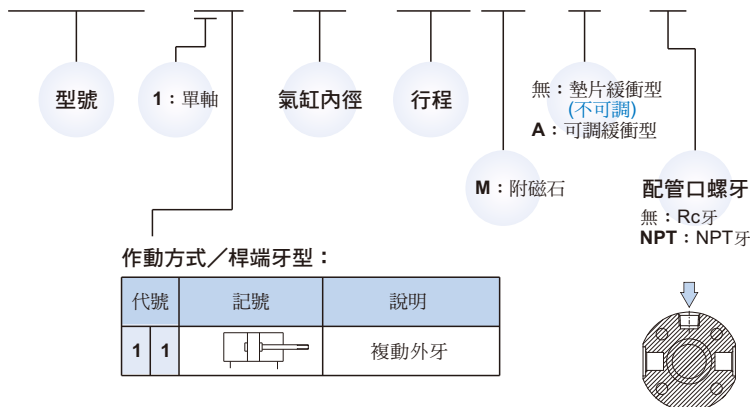 型號
1：單軸
氣缸內徑
行程
無：墊片緩衝型
(不可調)
A：可調緩衝型
M：附磁石
配管口螺牙
無：Rc牙
NPT：NPT牙
作動方式／桿端牙型：
代號 記號 說明
1 1 複動外牙